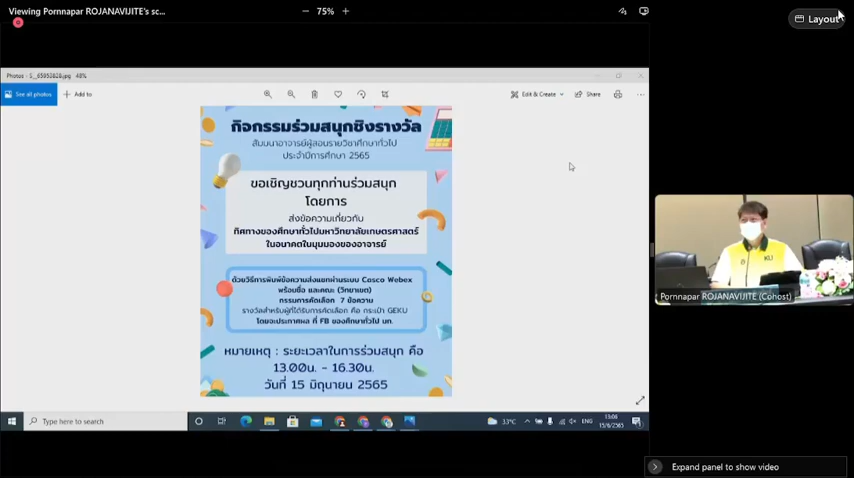 Viewing Pornnapar ROJANAVIJITE's sc...
75%
Layout
Photos - S__65053828.jpg 48%
See all photos
Add to
Edit & Create
Share
กิจกรรมร่วมสนุกชิงรางวัล
สัมมนาอาจารย์ผู้สอนรายวิชาศึกษาทั่วไป
ประจำปีการศึกษา 2565
ขอเชิญชวนทุกท่านร่วมสนุก
โดยการ
ส่งข้อความเกี่ยวกับ
ทิศทางของศึกษาทั่วไปมหาวิทยาลัยเกษตรศาสตร์
ในอนาคตในมุมมองของอาจารย์
ด้วยวิธีการพิมพ์ข้อความส่งแชทผ่านระบบ Cosco Webex
พร้อมชื่อ และคณะ (วิทยาเขต)
กรรมการคัดเลือก 7 ข้อความ
รางวัลสำหรับผู้ที่ได้รับการคัดเลือก คือ กระเป๋า GEKU
โดยจะประกาศผล ที่ FB ของศึกษาทั่วไป มก.
หมายเหตุ : ระยะเวลาในการร่วมสนุก คือ
13.00น. - 16.30น.
วันที่ 15 มิถุนายน 2565
KU
Pornnapar ROJANAVIJITE (Cohost)
Type here to search
33°C
ENG
13:08
15/6/2565
Expand panel to show video